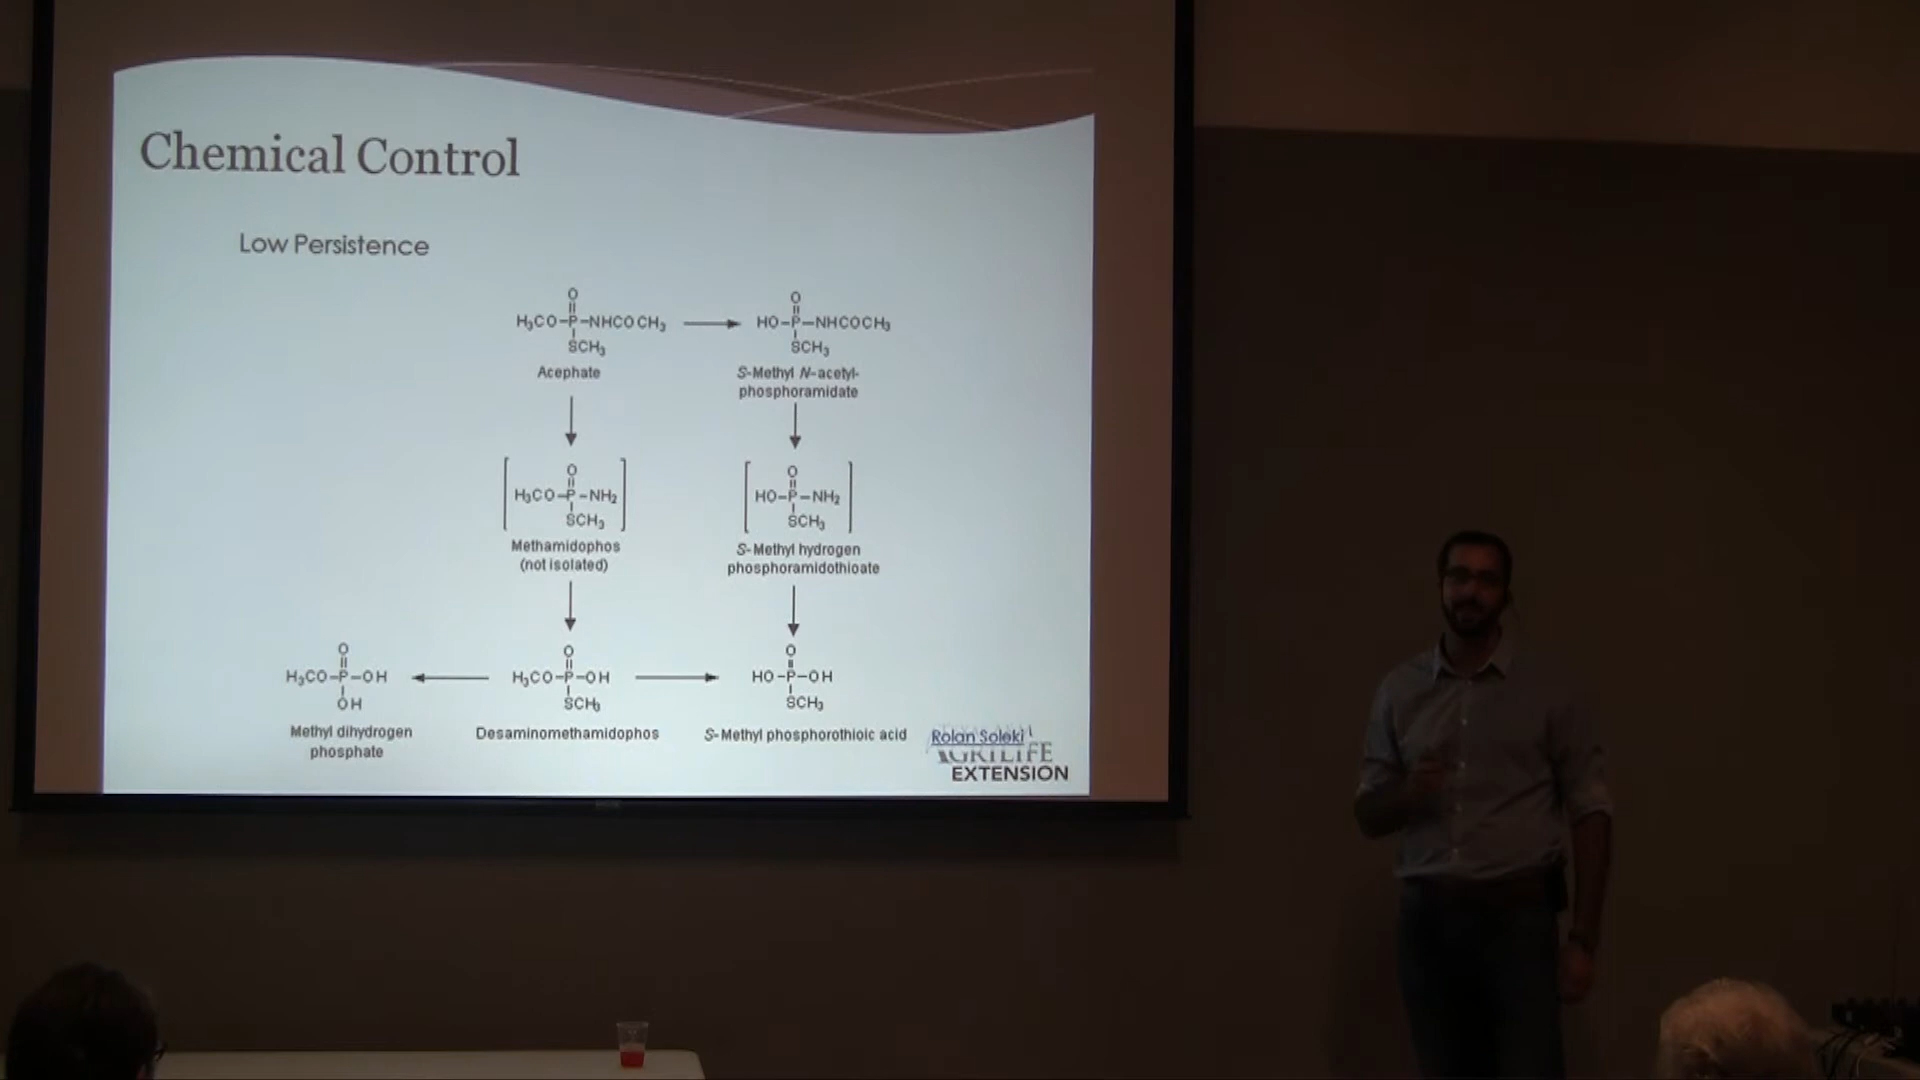 Chemical Control
Low Persistence
O
H₃CO–P–NHCOCH₃
SCH₃
Acephate
O
HO–P–NHCOCH₃
SCH₃
S-Methyl N-acetyl-
phosphoramidate
O
H₃CO–P–NH₂
SCH₃
Methamidophos
(not isolated)
O
HO–P–NH₂
SCH₃
S-Methyl hydrogen
phosphoramidothioate
O
H₃CO–P–OH
OH
Methyl dihydrogen
phosphate
O
H₃CO–P–OH
SCH₃
Desaminomethamidophos
O
HO–P–OH
SCH₃
S-Methyl phosphorothioic acid
Rolan Soleki
AGRILIFE
EXTENSION